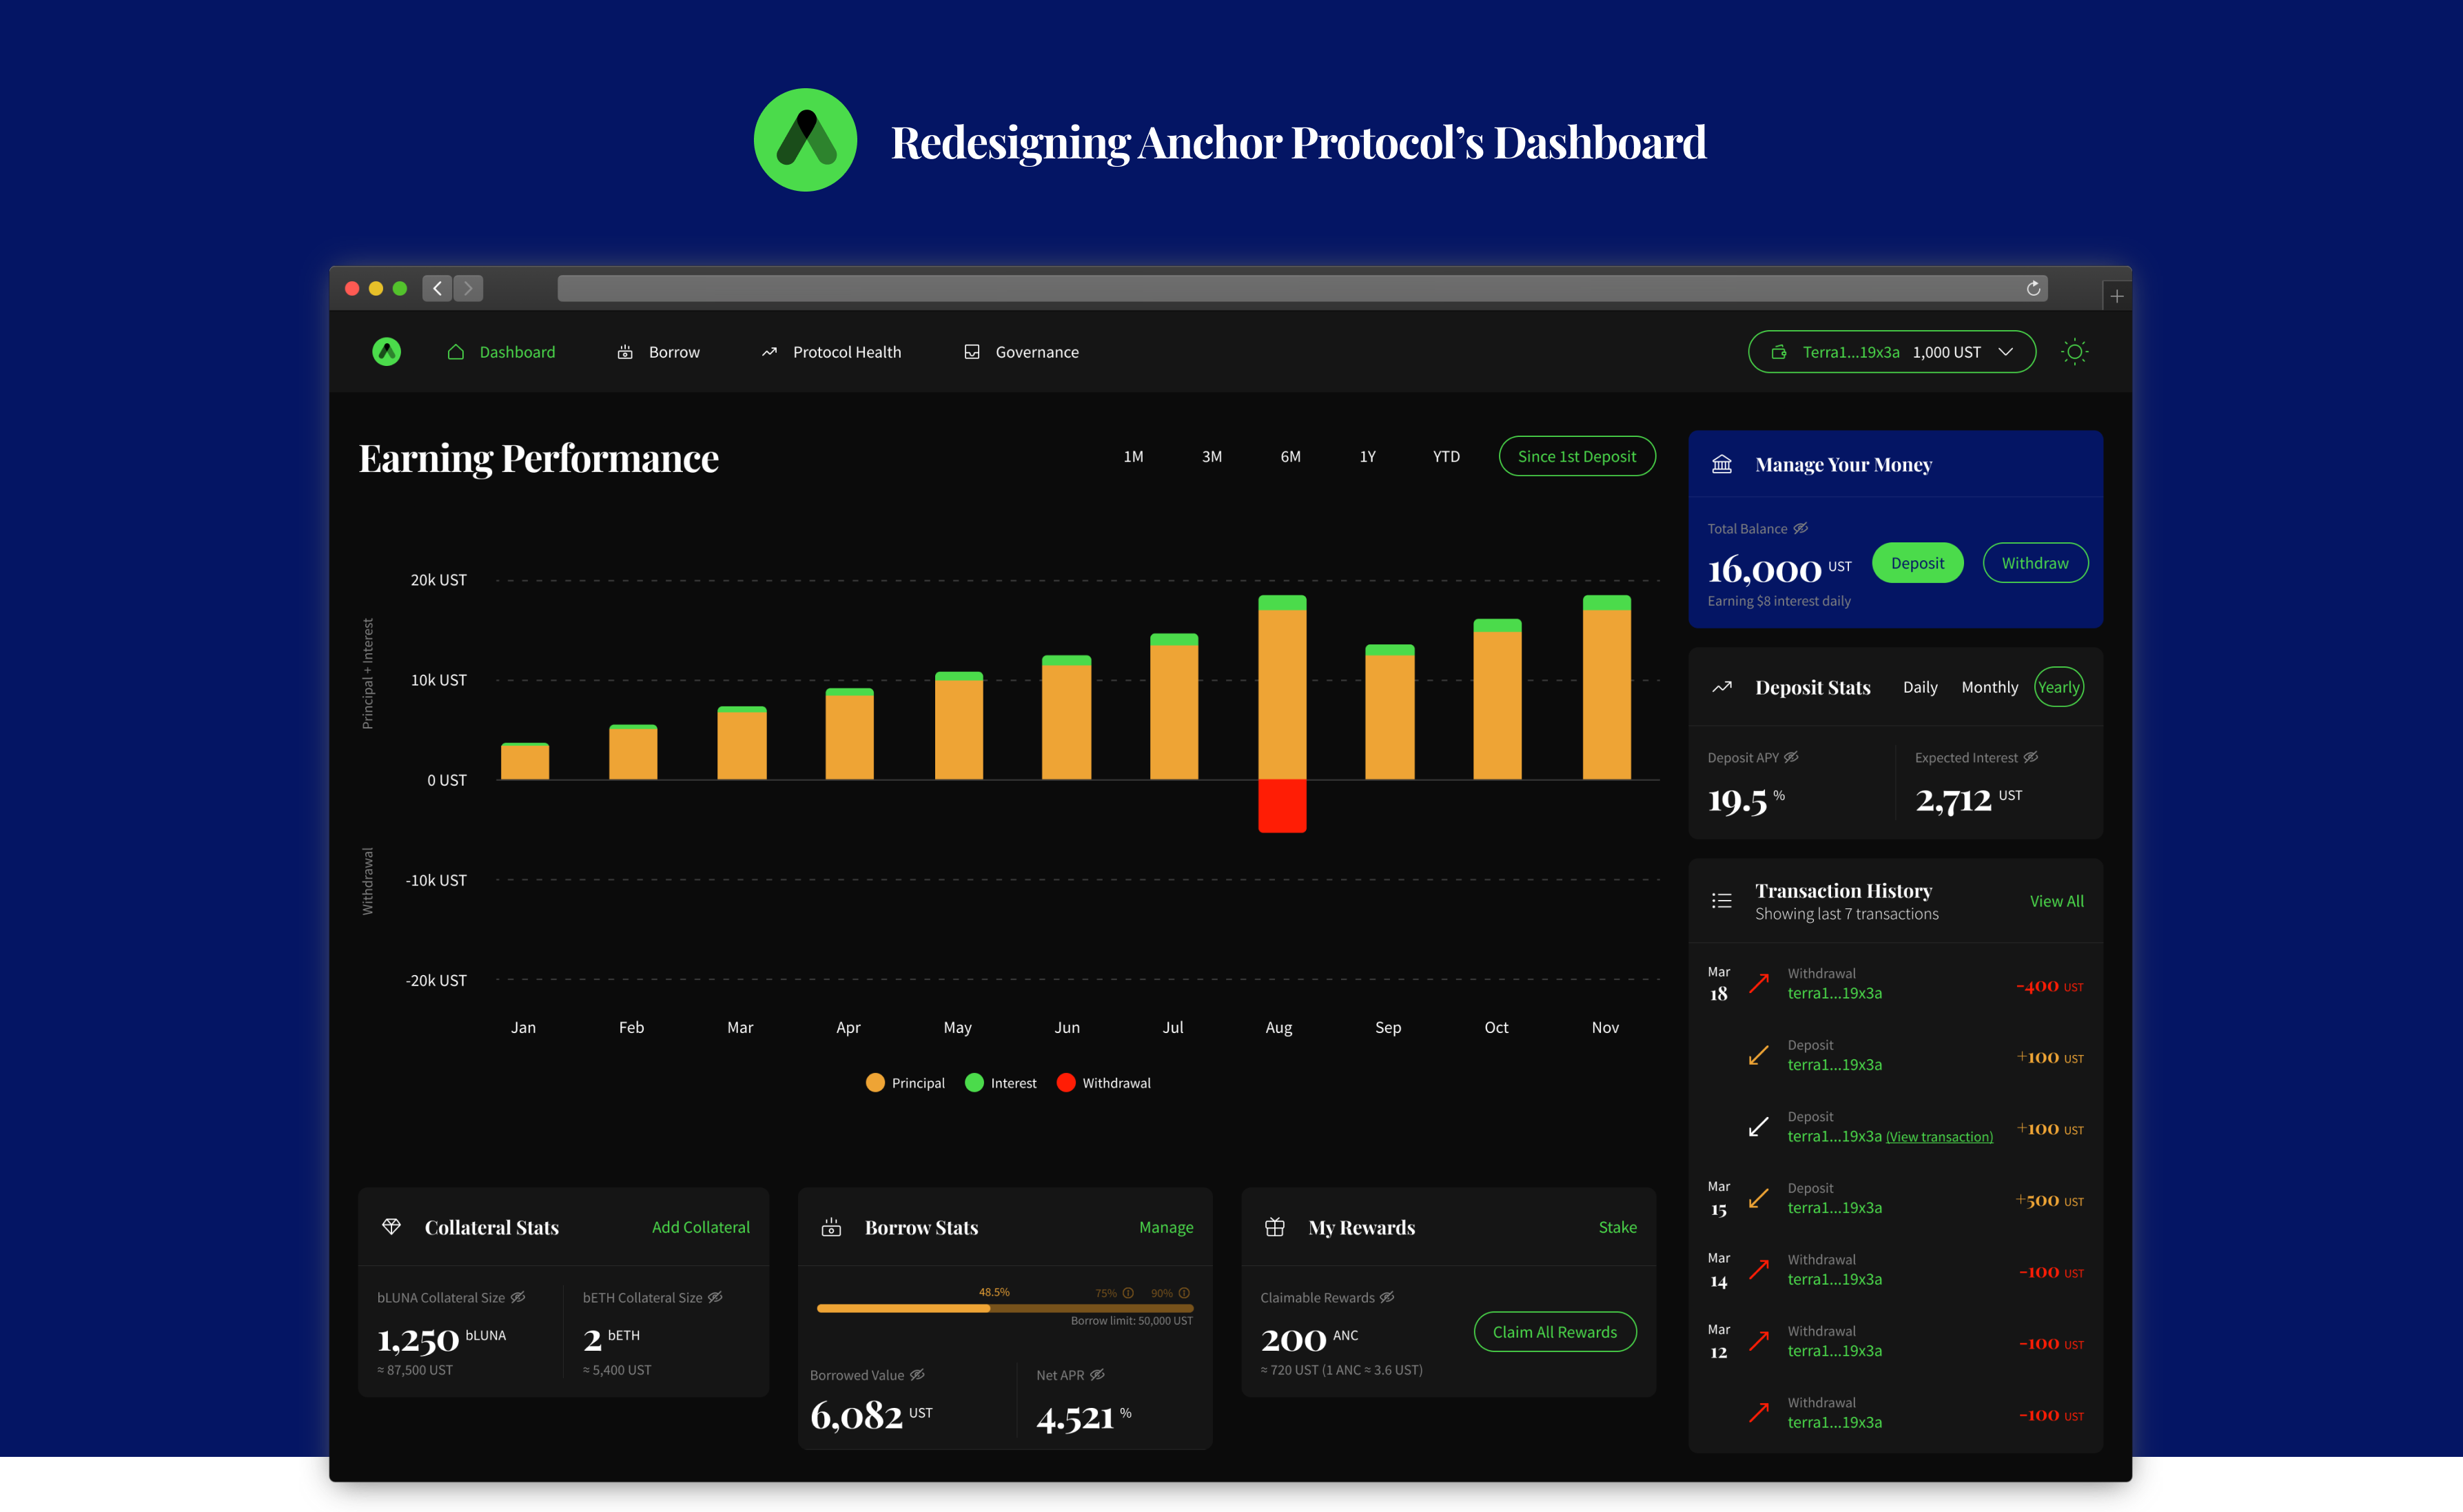 Redesigning Anchor Protocol’s Dashboard
Dashboard
Borrow
Protocol Health
Governance
Terra1...19x3a 1,000 UST
Earning Performance
1M
3M
6M
1Y
YTD
Since 1st Deposit
Principal + Interest
Withdrawal
20k UST
10k UST
0 UST
-10k UST
-20k UST
Jan
Feb
Mar
Apr
May
Jun
Jul
Aug
Sep
Oct
Nov
Principal
Interest
Withdrawal
Collateral Stats
Add Collateral
bLUNA Collateral Size
1,250 bLUNA
≈ 87,500 UST
bETH Collateral Size
2 bETH
≈ 5,400 UST
Borrow Stats
Manage
48.5%
75%
90%
Borrow limit: 50,000 UST
Borrowed Value
6,082 UST
Net APR
4.521 %
My Rewards
Stake
Claimable Rewards
200 ANC
≈ 720 UST (1 ANC ≈ 3.6 UST)
Claim All Rewards
Manage Your Money
Total Balance
16,000 UST
Earning $8 interest daily
Deposit
Withdraw
Deposit Stats
Daily
Monthly
Yearly
Deposit APY
19.5 %
Expected Interest
2,712 UST
Transaction History
Showing last 7 transactions
View All
Mar
18
Withdrawal
terra1...19x3a
-400 UST
Deposit
terra1...19x3a
+100 UST
Deposit
terra1...19x3a (View transaction)
+100 UST
Mar
15
Deposit
terra1...19x3a
+500 UST
Mar
14
Withdrawal
terra1...19x3a
-100 UST
Mar
12
Withdrawal
terra1...19x3a
-100 UST
Withdrawal
terra1...19x3a
-100 UST